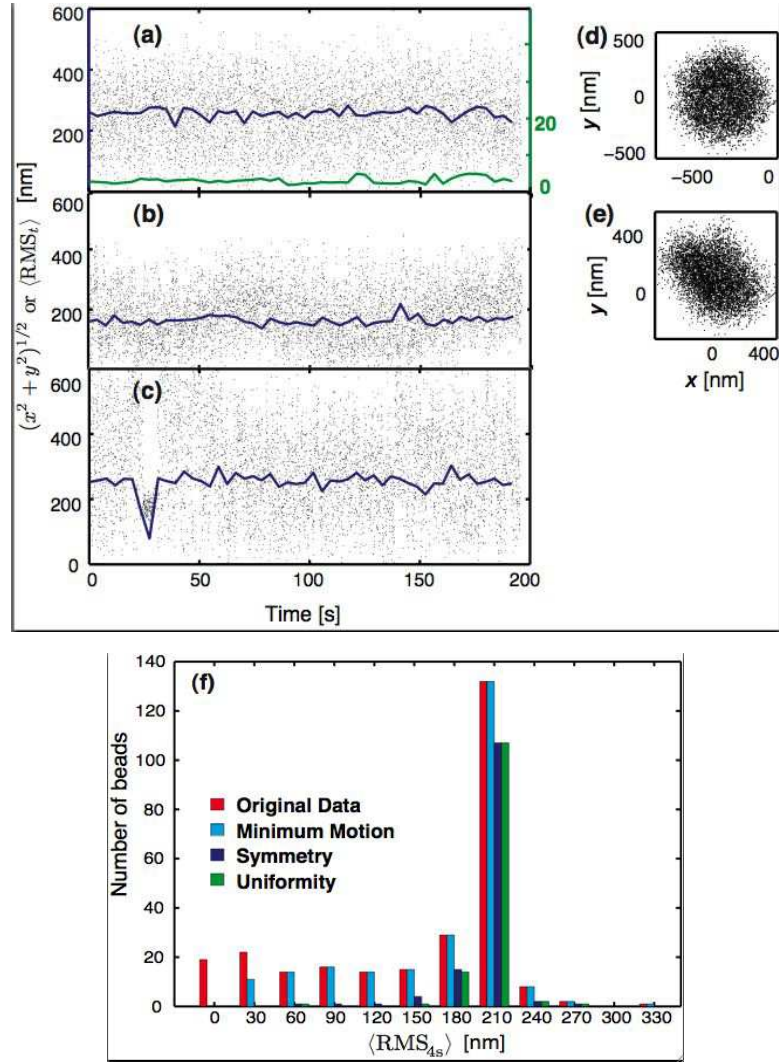 (a)
600
400
200
20
0
(x² + y²)^{1/2} or ⟨RMS_t⟩ [nm]
(b)
600
400
200
(c)
600
400
200
0
0 50 100 150 200
Time [s]
(d)
500
0
−500
y [nm]
−500 0
(e)
400
0
y [nm]
0 400
x [nm]
(f)
140
120
100
80
60
40
20
0
Number of beads
Original Data
Minimum Motion
Symmetry
Uniformity
0 30 60 90 120 150 180 210 240 270 300 330
⟨RMS_{4s}⟩ [nm]